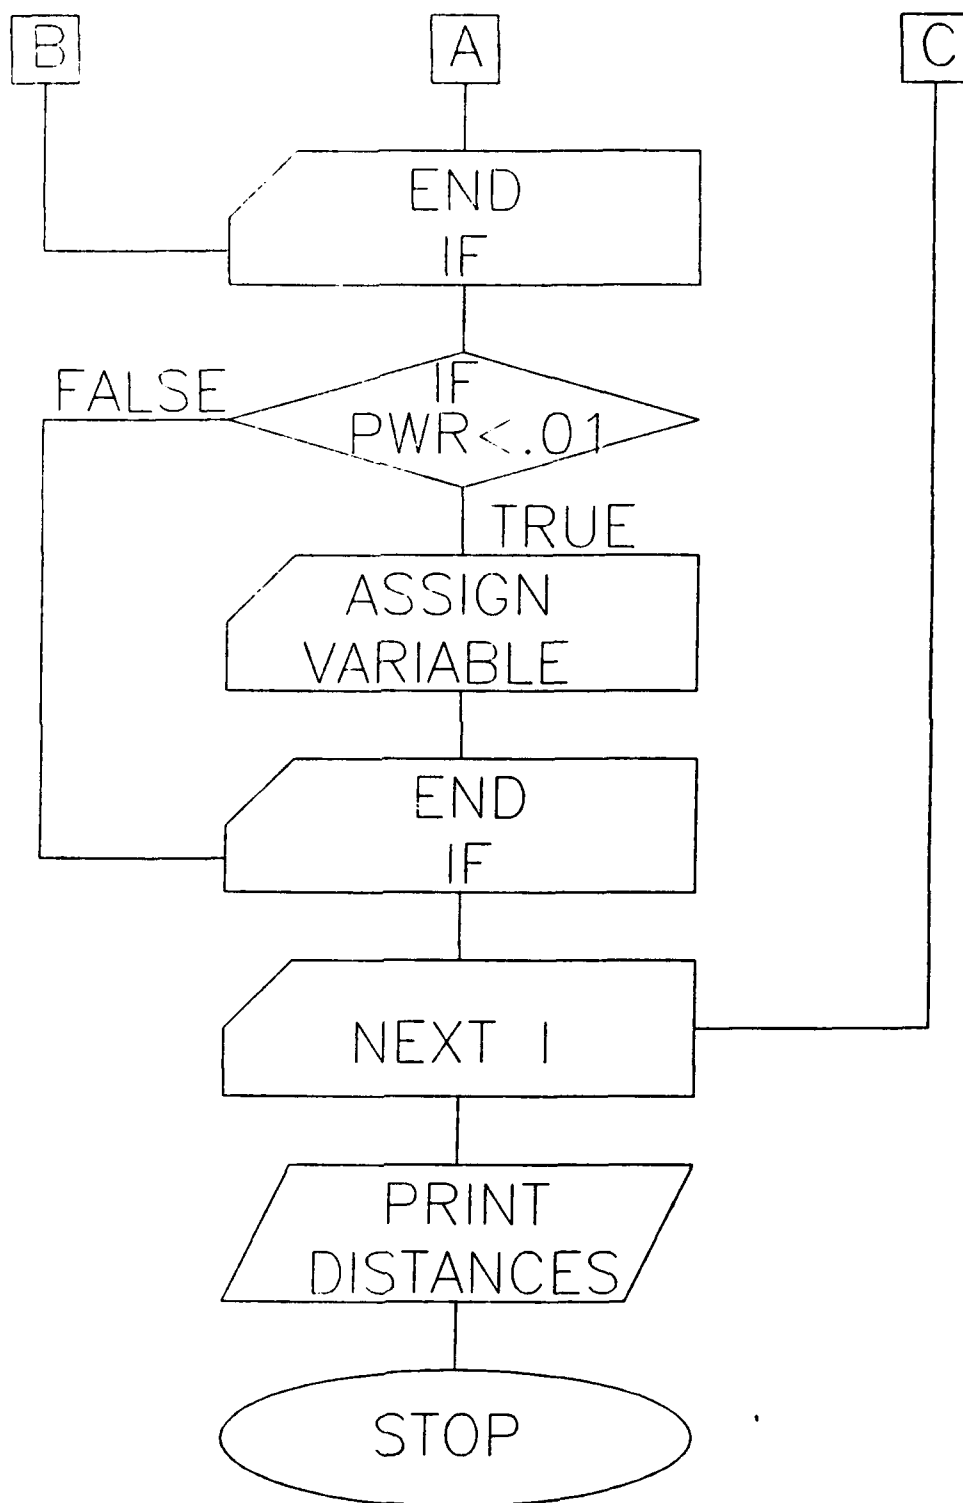 B
A
C
END
IF
FALSE
IF
PWR<.01
TRUE
ASSIGN
VARIABLE
END
IF
NEXT I
PRINT
DISTANCES
STOP